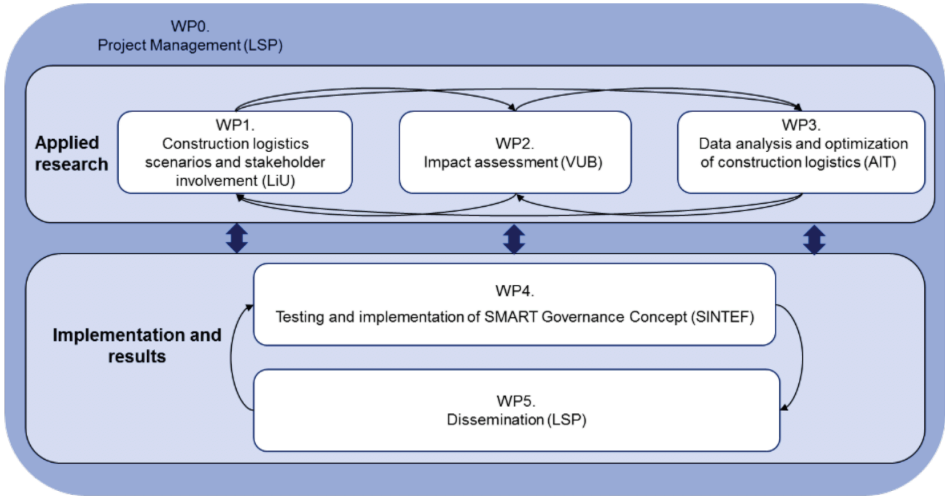 WP0.
Project Management (LSP)
Applied
research
WP1.
Construction logistics
scenarios and stakeholder
involvement (LiU)
WP2.
Impact assessment (VUB)
WP3.
Data analysis and optimization
of construction logistics (AIT)
Implementation and
results
WP4.
Testing and implementation of SMART Governance Concept (SINTEF)
WP5.
Dissemination (LSP)